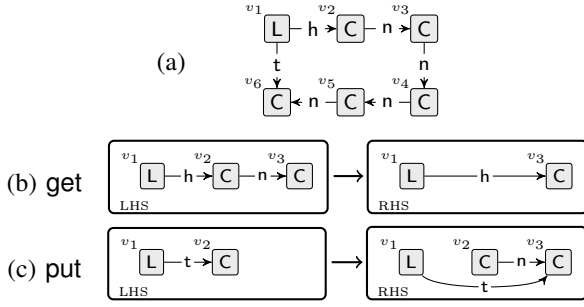 v1 L h v2 C n v3 C
(a) t n
v6 C n v5 C n v4 C
(b) get v1 L h v2 C n v3 C LHS v1 L h v3 C RHS
(c) put v1 L t v2 C LHS v1 L v2 C n v3 C t RHS